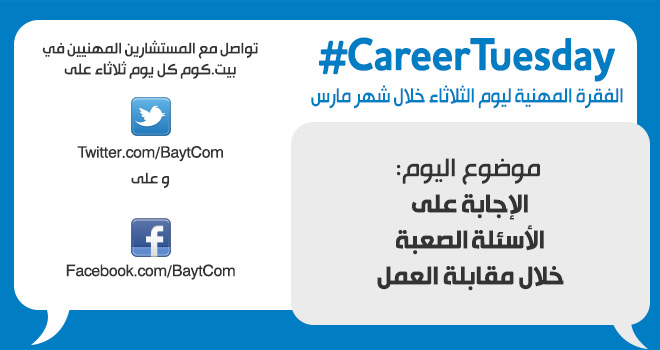 #CareerTuesday
الفقرة المهنية ليوم الثلاثاء خلال شهر مارس
موضوع اليوم:
الإجابة على
الأسئلة الصعبة
خلال مقابلة العمل
تواصل مع المستشارين المهنيين في
بيت.كوم كل يوم ثلاثاء على
Twitter.com/BaytCom
و على
Facebook.com/BaytCom